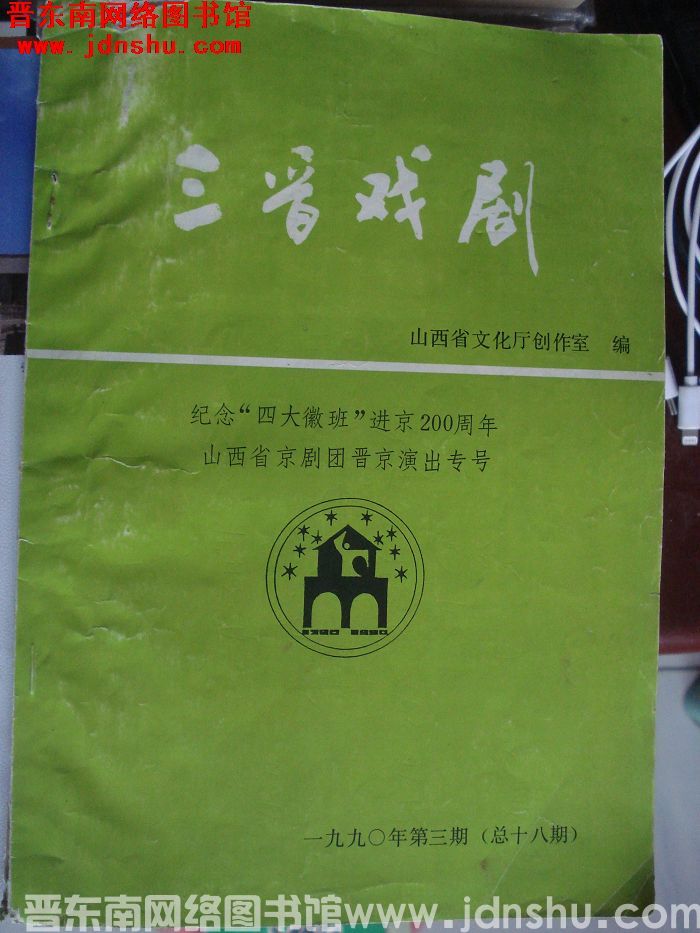 晋东南网络图书馆
www.jdnshu.com
三晋戏剧
山西省文化厅创作室 编
纪念“四大徽班”进京200周年
山西省京剧团晋京演出专号
1790 1990
一九九〇年第三期（总十八期）
晋东南网络图书馆www.jdnshu.com